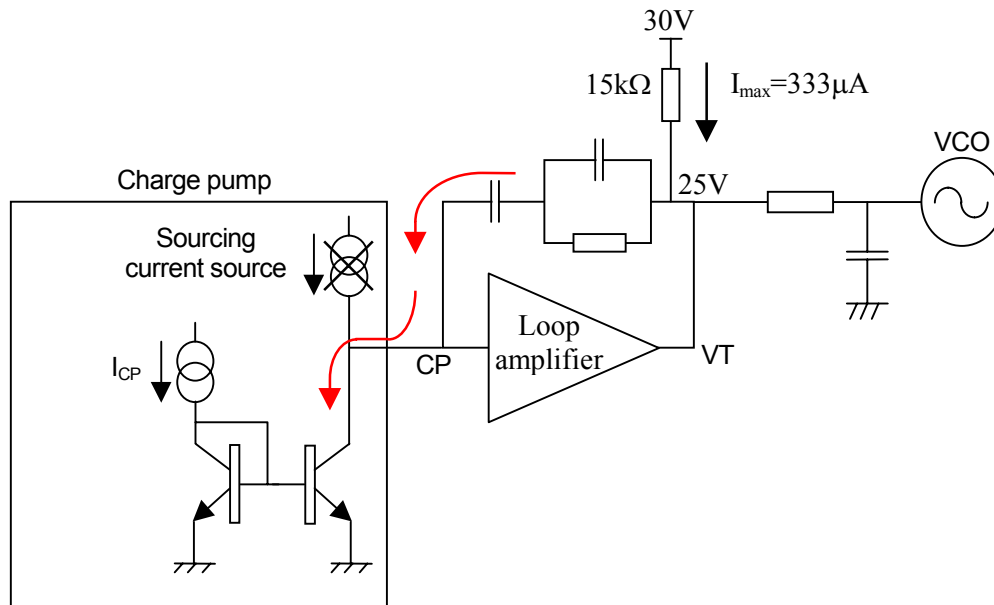 30V
15kΩ
Imax=333μA
VCO
Charge pump
25V
Sourcing
current source
Loop
amplifier
ICP
CP
VT